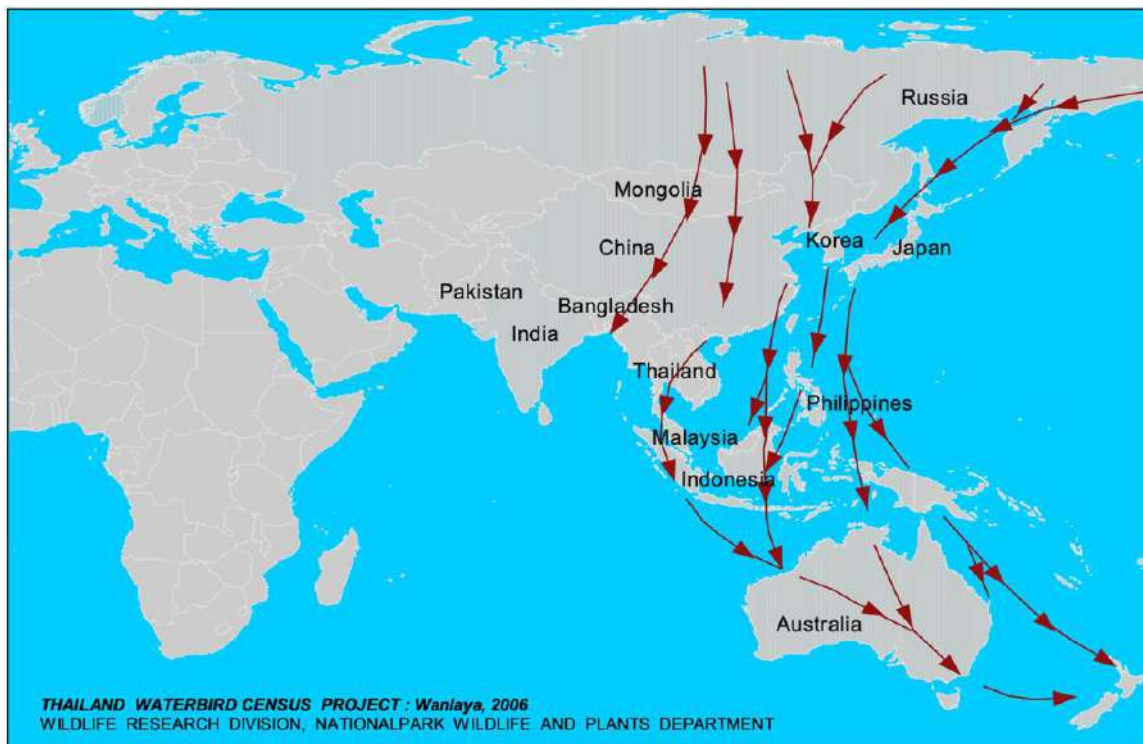 Russia
Mongolia
China
Korea
Japan
Pakistan
Bangladesh
India
Thailand
Philippines
Malaysia
Indonesia
Australia
THAILAND WATERBIRD CENSUS PROJECT : Wanlaya, 2006
WILDLIFE RESEARCH DIVISION, NATIONALPARK WILDLIFE AND PLANTS DEPARTMENT